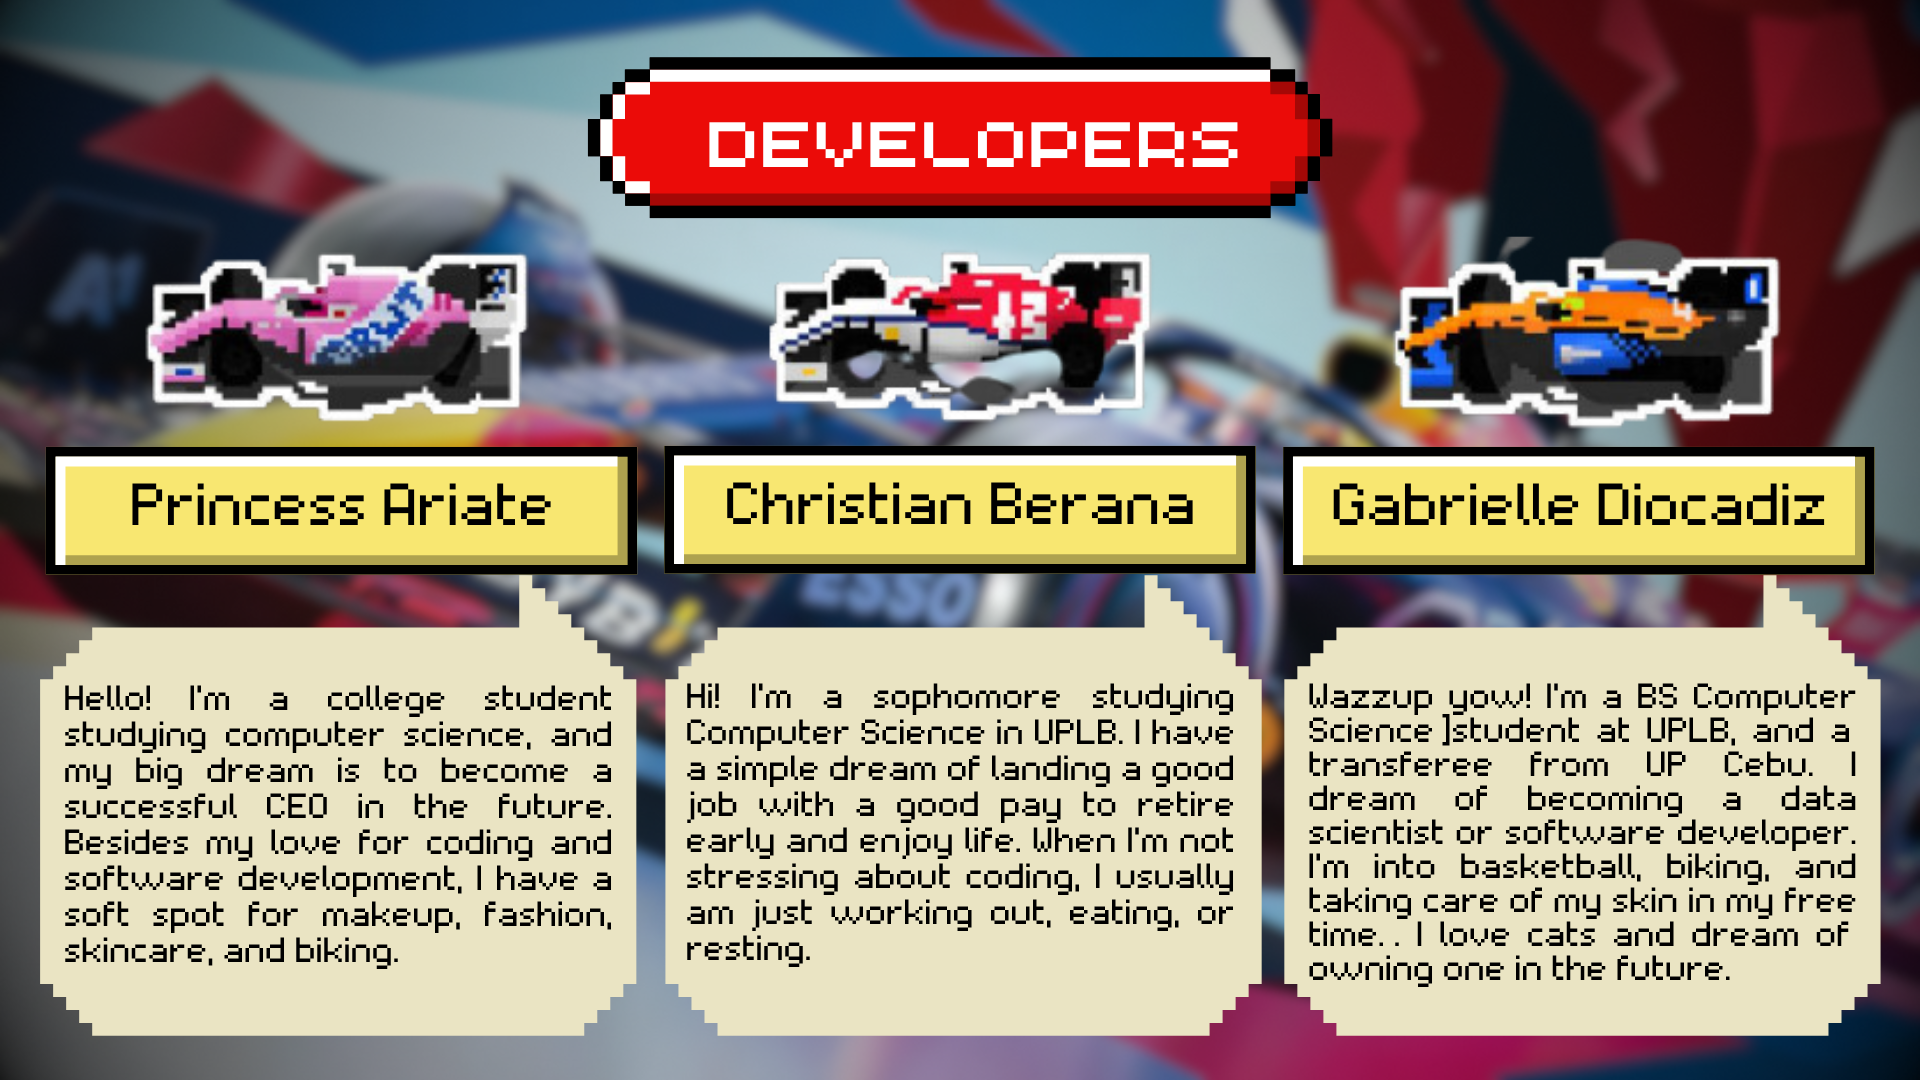 DEVELOPERS
A1
Princess Ariate
Christian Berana
Gabrielle Diocadiz
ESSO
Hello! I'm a college student
studying computer science, and
my big dream is to become a
successful CEO in the future.
Besides my love for coding and
software development, I have a
soft spot for makeup, fashion,
skincare, and biking.
Hi! I'm a sophomore studying
Computer Science in UPLB. I have
a simple dream of landing a good
job with a good pay to retire
early and enjoy life. When I'm not
stressing about coding, I usually
am just working out, eating, or
resting.
Wazzup yow! I'm a BS Computer
Science ]student at UPLB, and a
transferee from UP Cebu. I
dream of becoming a data
scientist or software developer.
I'm into basketball, biking, and
taking care of my skin in my free
time. . I love cats and dream of
owning one in the future.